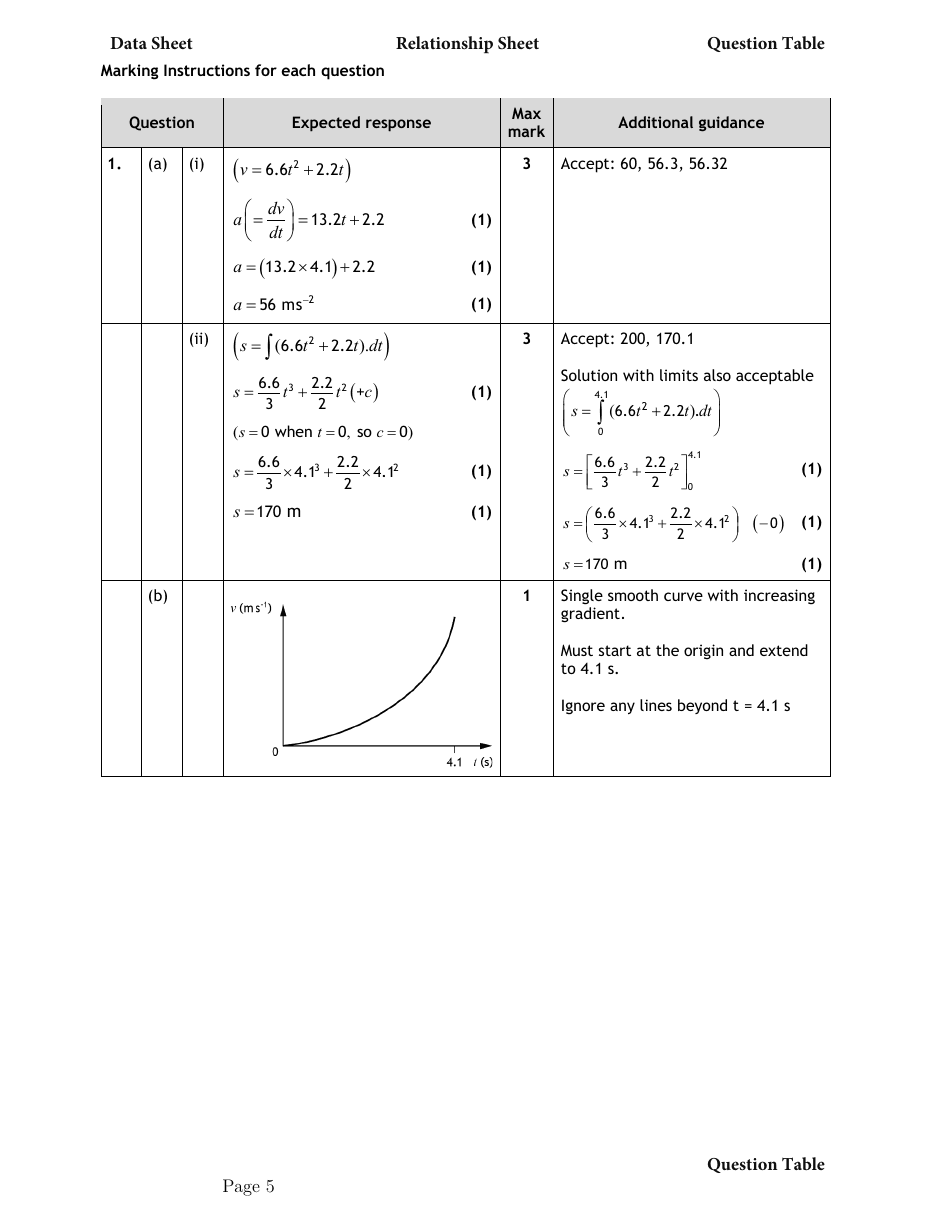 Data Sheet Relationship Sheet Question Table
Marking Instructions for each question
Question Expected response Max mark Additional guidance
1. (a) (i) (v = 6.6t² + 2.2t) 3 Accept: 60, 56.3, 56.32
a(= dv/dt) = 13.2t + 2.2 (1)
a = (13.2 × 4.1) + 2.2 (1)
a = 56 ms⁻² (1)
(ii) (s = ∫(6.6t² + 2.2t).dt) 3 Accept: 200, 170.1
s = 6.6/3 t³ + 2.2/2 t² (+c) (1)
(s = 0 when t = 0, so c = 0)
s = 6.6/3 × 4.1³ + 2.2/2 × 4.1² (1)
s = 170 m (1)
Solution with limits also acceptable
(s = ∫₀^4.1 (6.6t² + 2.2t).dt)
s = [6.6/3 t³ + 2.2/2 t²]₀^4.1 (1)
s = (6.6/3 × 4.1³ + 2.2/2 × 4.1²) (−0) (1)
s = 170 m (1)
(b) 1 Single smooth curve with increasing
gradient.
Must start at the origin and extend
to 4.1 s.
Ignore any lines beyond t = 4.1 s
v (m s⁻¹)
0
4.1 t (s)
Question Table
Page 5